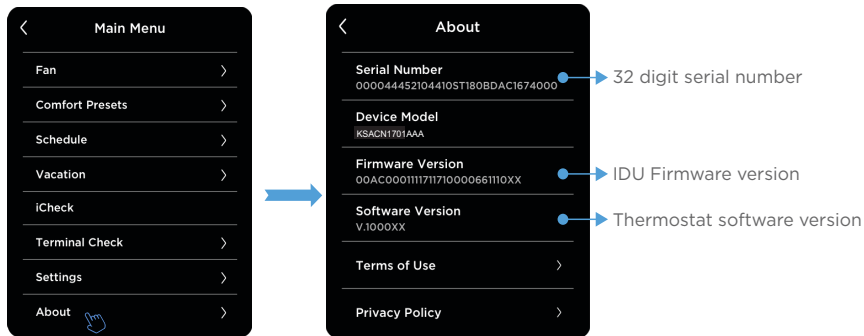 Main Menu
Fan
Comfort Presets
Schedule
Vacation
iCheck
Terminal Check
Settings
About
About
Serial Number
000044452104410ST180BDAC1674000
32 digit serial number
Device Model
KSACN1701AAA
Firmware Version
00AC0001111711710000661110XX
IDU Firmware version
Software Version
V.1000XX
Thermostat software version
Terms of Use
Privacy Policy